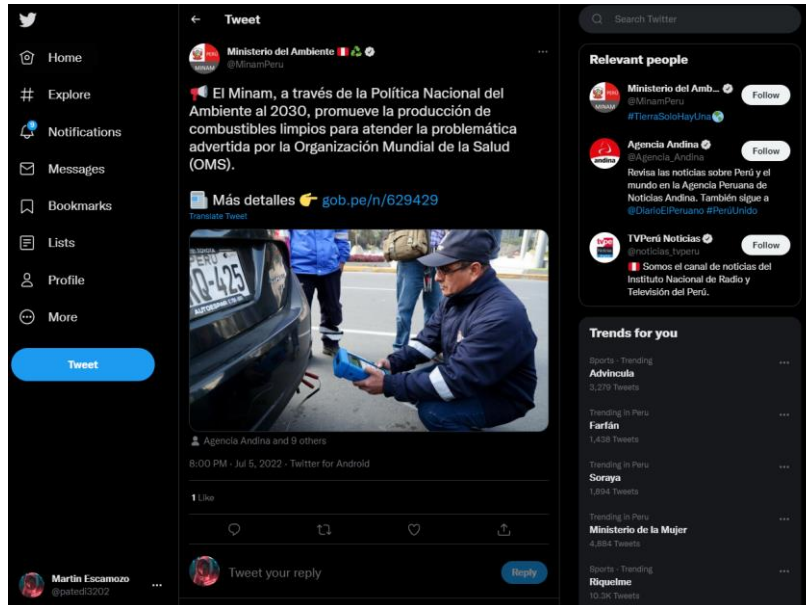 Home
Explore
Notifications
Messages
Bookmarks
Lists
Profile
More
Tweet
Martin Escamozo
@patedi3202
Tweet
Ministerio del Ambiente
@MinamPeru
El Minam, a través de la Política Nacional del
Ambiente al 2030, promueve la producción de
combustibles limpios para atender la problemática
advertida por la Organización Mundial de la Salud
(OMS).
Más detalles gob.pe/n/629429
Translate Tweet
PERU
Q-425
Agencia Andina and 9 others
8:00 PM · Jul 5, 2022 · Twitter for Android
1 Like
Tweet your reply
Reply
Search Twitter
Relevant people
Ministerio del Amb...
@MinamPeru
Follow
#TierraSoloHayUna
Agencia Andina
@Agencia_Andina
Follow
andina
Revisa las noticias sobre Perú y el
mundo en la Agencia Peruana de
Noticias Andina. También sigue a
@DiarioElPeruano #PerúUnido
TVPerú Noticias
@noticias_tvperu
Follow
Somos el canal de noticias del
Instituto Nacional de Radio y
Televisión del Perú.
Trends for you
Sports · Trending
Advincula
3,279 Tweets
Trending in Peru
Farfán
1,438 Tweets
Trending in Peru
Soraya
1,894 Tweets
Trending in Peru
Ministerio de la Mujer
4,884 Tweets
Sports · Trending
Riquelme
10.3K Tweets